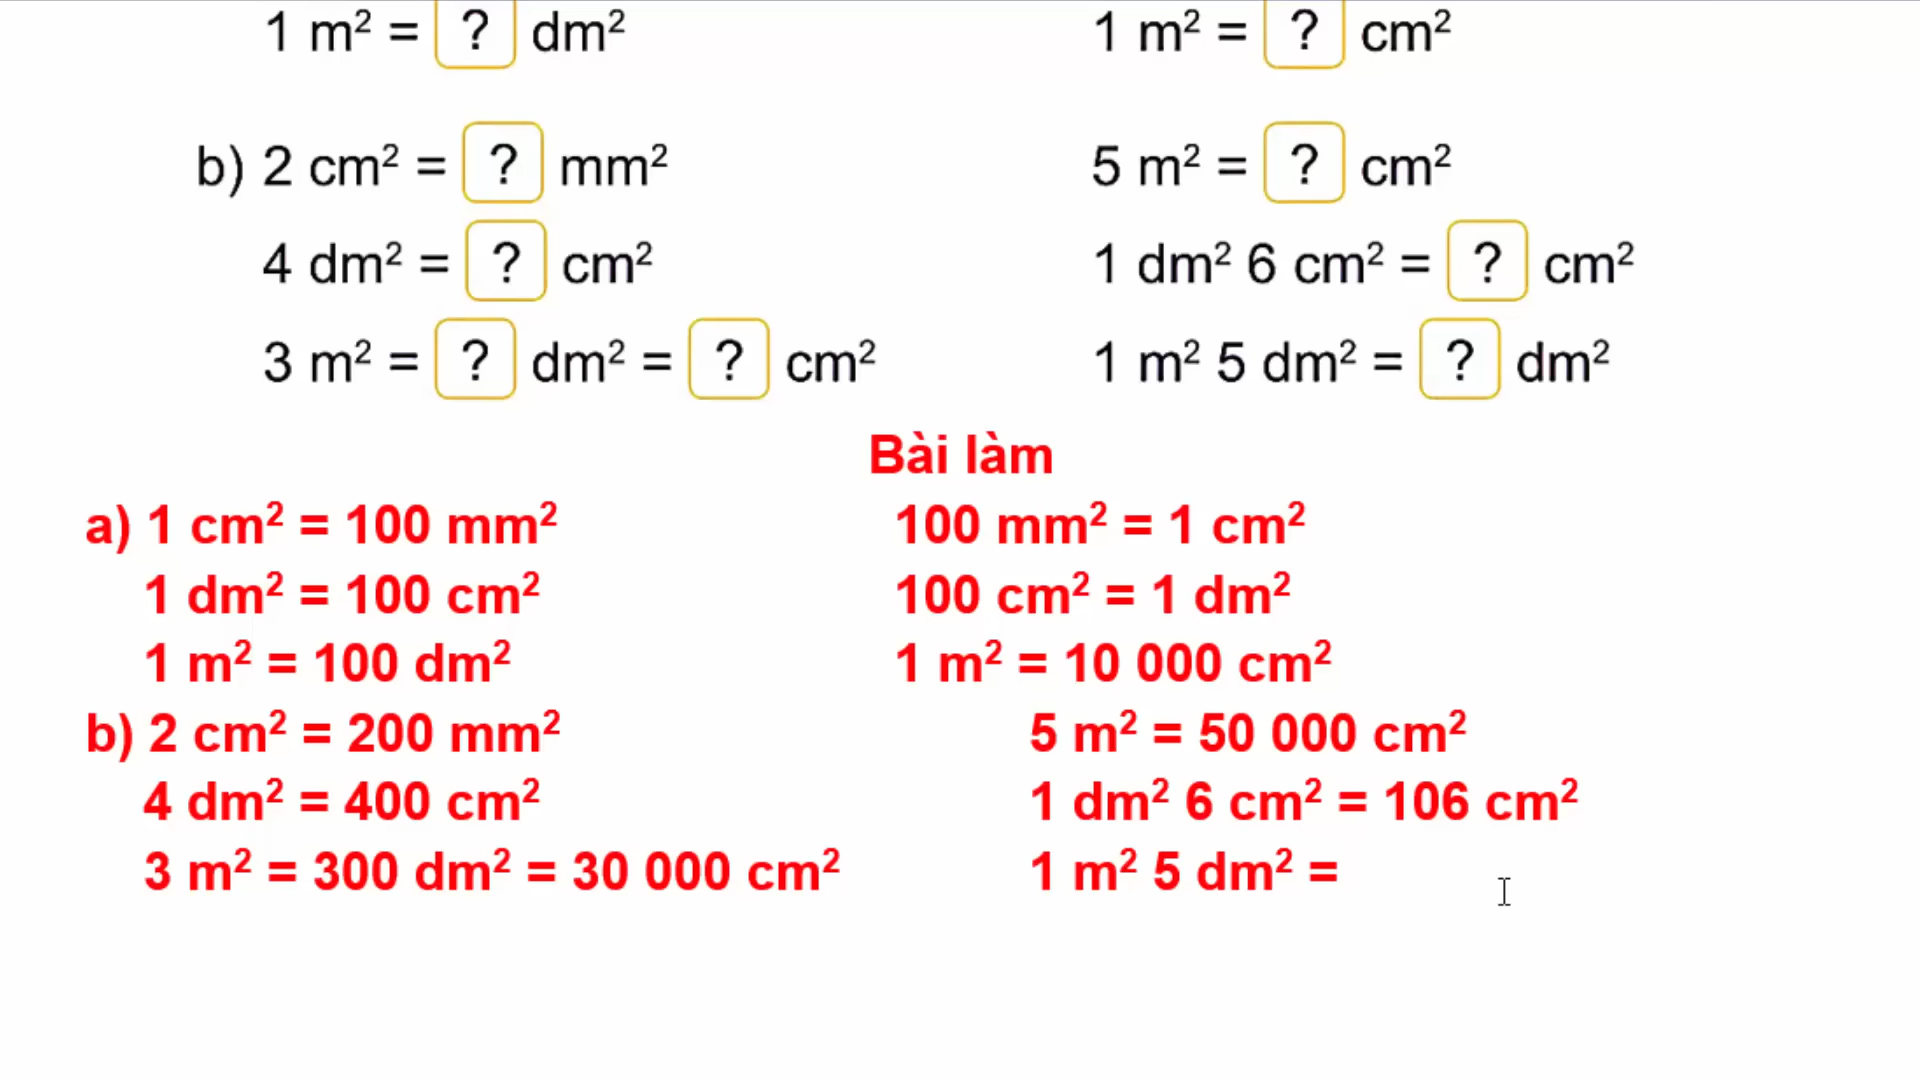 1 m² = ? dm² 1 m² = ? cm²
b) 2 cm² = ? mm² 5 m² = ? cm²
4 dm² = ? cm² 1 dm² 6 cm² = ? cm²
3 m² = ? dm² = ? cm² 1 m² 5 dm² = ? dm²
Bài làm
a) 1 cm² = 100 mm² 100 mm² = 1 cm²
1 dm² = 100 cm² 100 cm² = 1 dm²
1 m² = 100 dm² 1 m² = 10 000 cm²
b) 2 cm² = 200 mm² 5 m² = 50 000 cm²
4 dm² = 400 cm² 1 dm² 6 cm² = 106 cm²
3 m² = 300 dm² = 30 000 cm² 1 m² 5 dm² =